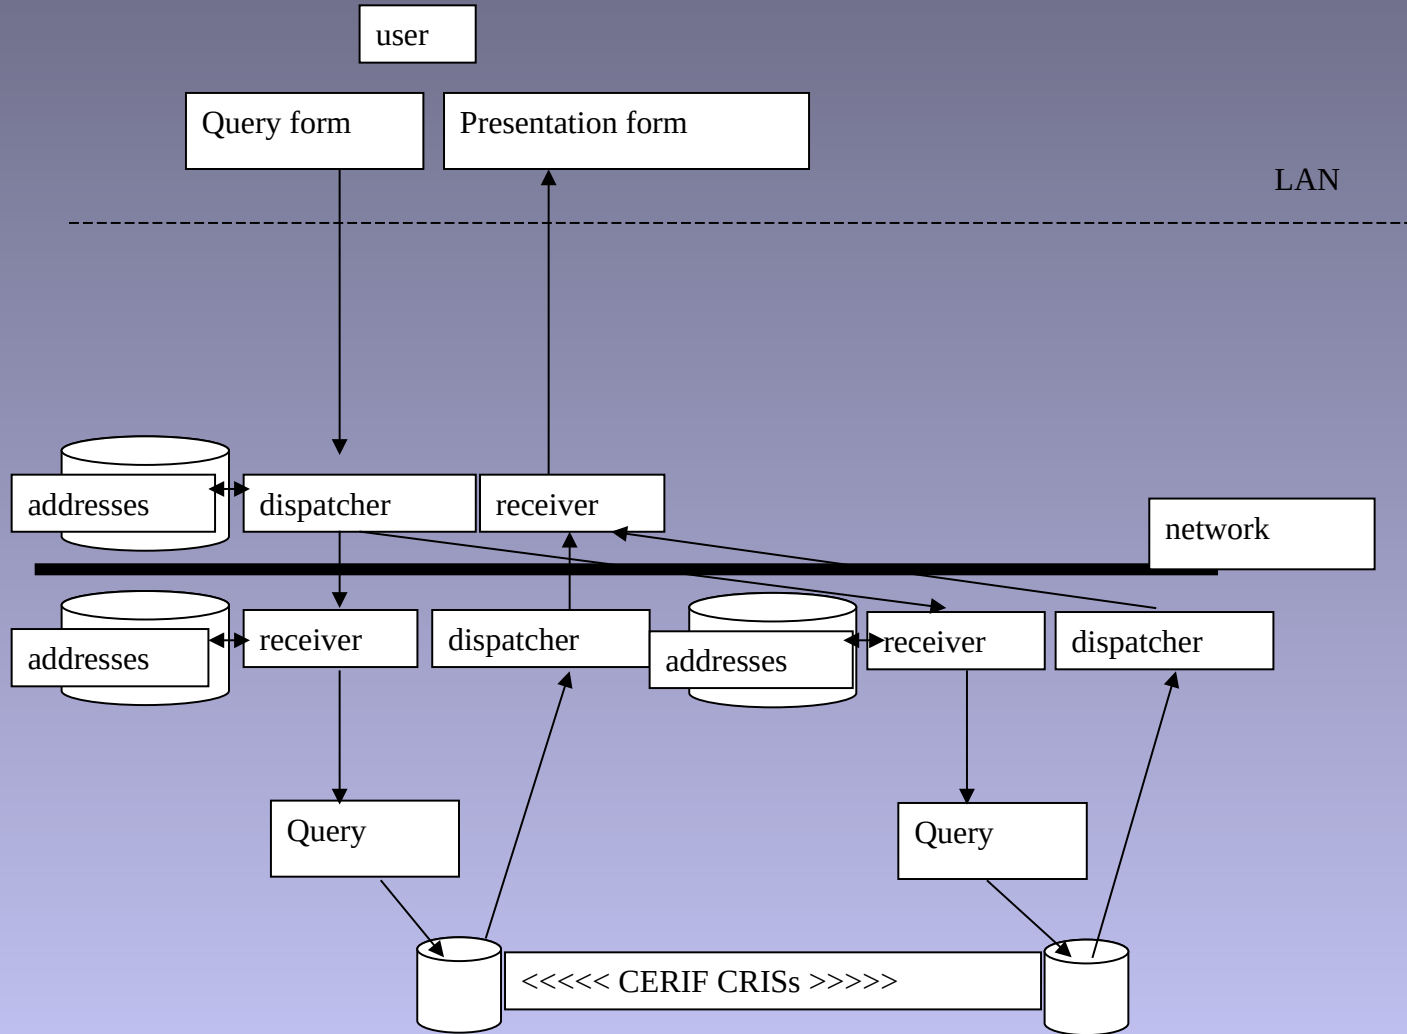 user
Query form
Presentation form
LAN
addresses
dispatcher
receiver
network
addresses
receiver
dispatcher
addresses
receiver
dispatcher
Query
Query
<<<<< CERIF CRISs >>>>>